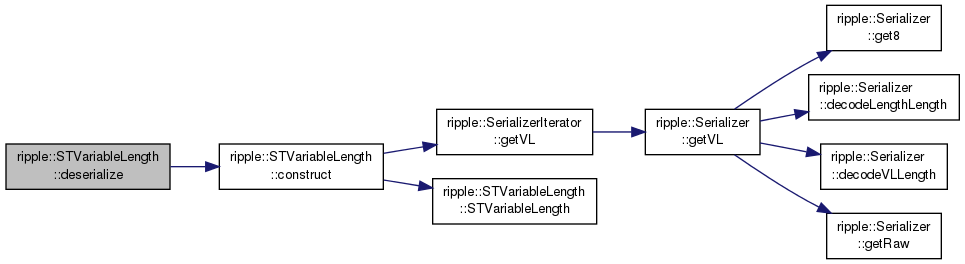 ripple::STVariableLength
::deserialize
ripple::STVariableLength
::construct
ripple::SerializerIterator
::getVL
ripple::STVariableLength
::STVariableLength
ripple::Serializer
::getVL
ripple::Serializer
::get8
ripple::Serializer
::decodeLengthLength
ripple::Serializer
::decodeVLLength
ripple::Serializer
::getRaw